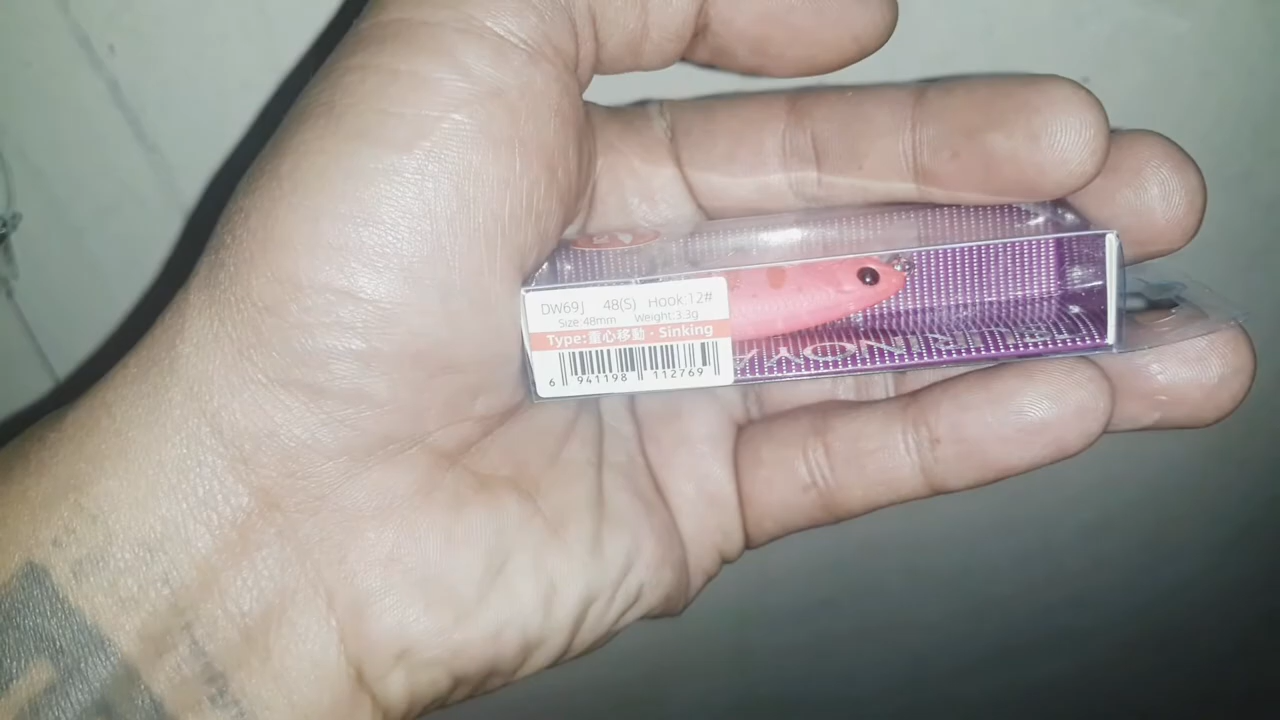 DW69J 48(S) Hook:12#
Size:48mm Weight:3.3g
Type:重心移動·Sinking
6 941198 112769